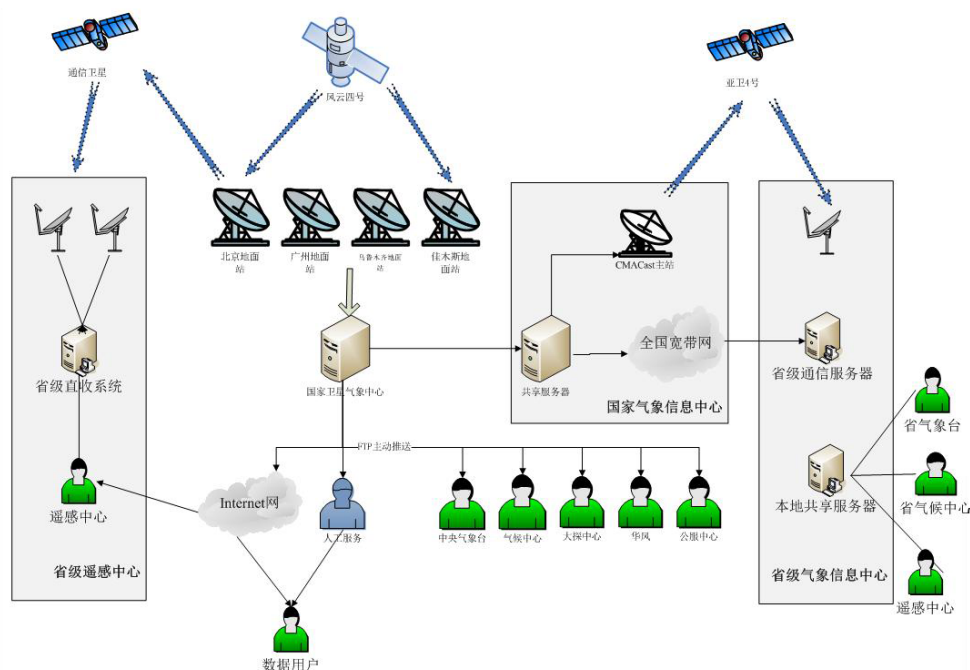 通信卫星
风云四号
亚卫4号
北京地面
站
广州地面
站
乌鲁木齐地面
站
佳木斯地
面站
CMACast主站
全国宽带网
省级直收系统
国家卫星气象中心
共享服务器
省级通信服务器
国家气象信息中心
省气象台
FTP主动推送
遥感中心
Internet网
人工服务
中央气象台
气候中心
大探中心
华风
公服中心
本地共享服务器
省气候中心
省级遥感中心
省级气象信息中心
遥感中心
数据用户